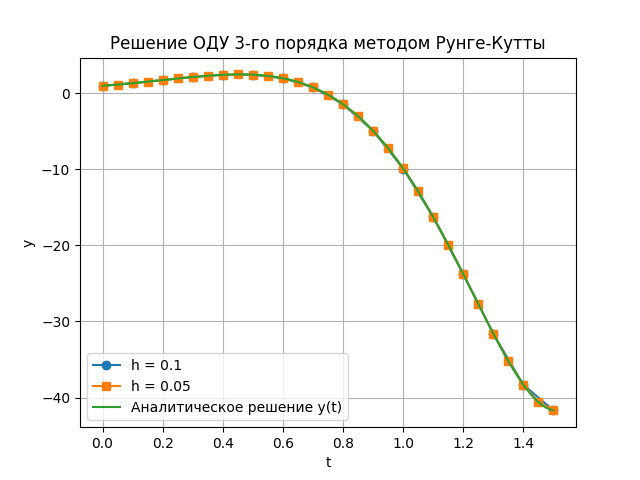 Решение ОДУ 3-го порядка методом Рунге-Кутты
y
0
−10
−20
−30
−40
h = 0.1
h = 0.05
Аналитическое решение y(t)
0.0 0.2 0.4 0.6 0.8 1.0 1.2 1.4
t